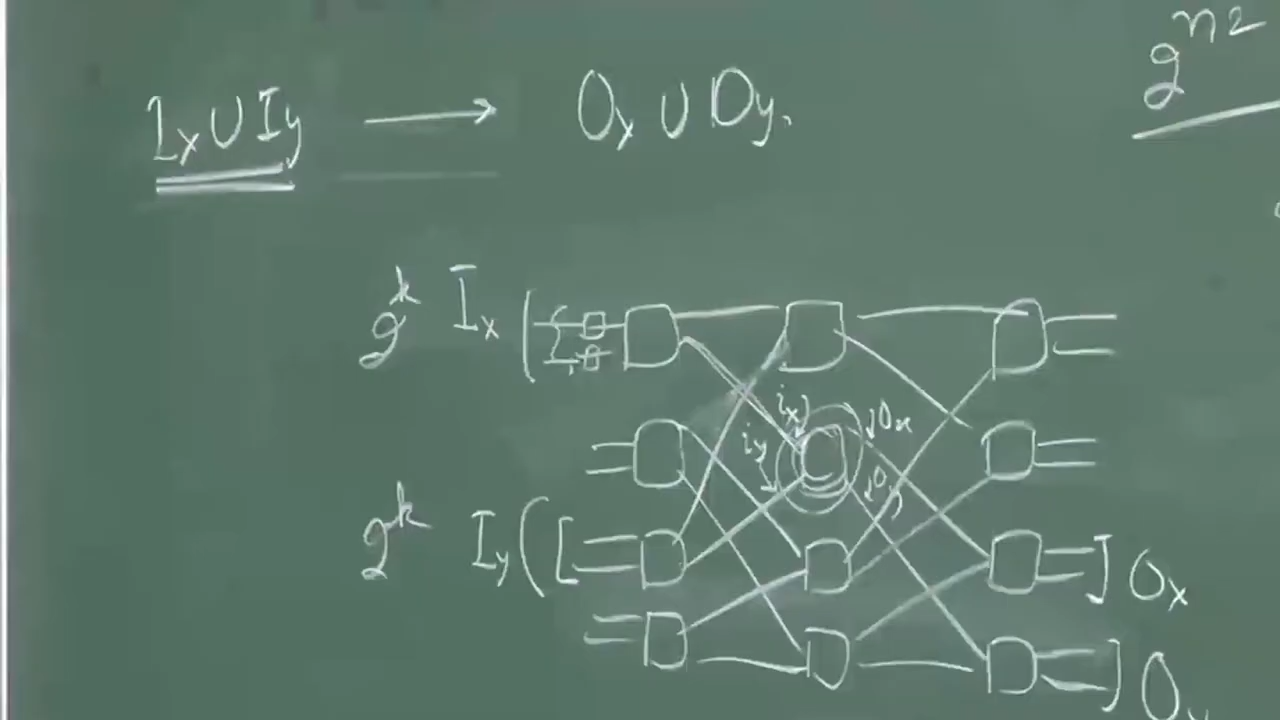 2^{n2}
I_x ∪ I_y → O_x ∪ O_y.
2^k I_x
i_x O_x
i_y O_y
2^k I_y
O_x
O_y